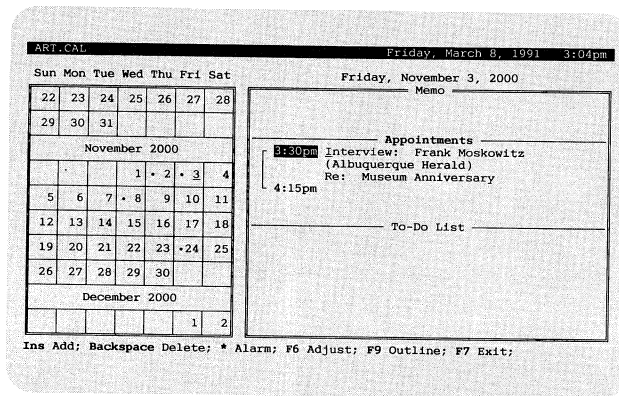 ART.CAL Friday, March 8, 1991 3:04pm
Sun Mon Tue Wed Thu Fri Sat
22 23 24 25 26 27 28
29 30 31
November 2000
1 • 2 • 3 4
5 6 7 • 8 9 10 11
12 13 14 15 16 17 18
19 20 21 22 23 •24 25
26 27 28 29 30
December 2000
1 2
Friday, November 3, 2000
Memo
Appointments
3:30pm Interview: Frank Moskowitz
(Albuquerque Herald)
Re: Museum Anniversary
4:15pm
To-Do List
Ins Add; Backspace Delete; * Alarm; F6 Adjust; F9 Outline; F7 Exit;